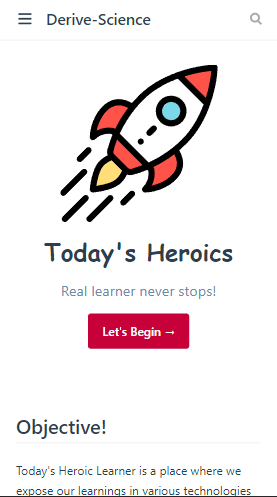 Derive-Science
Today's Heroics
Real learner never stops!
Let's Begin →
Objective!
Today's Heroic Learner is a place where we
expose our learnings in various technologies